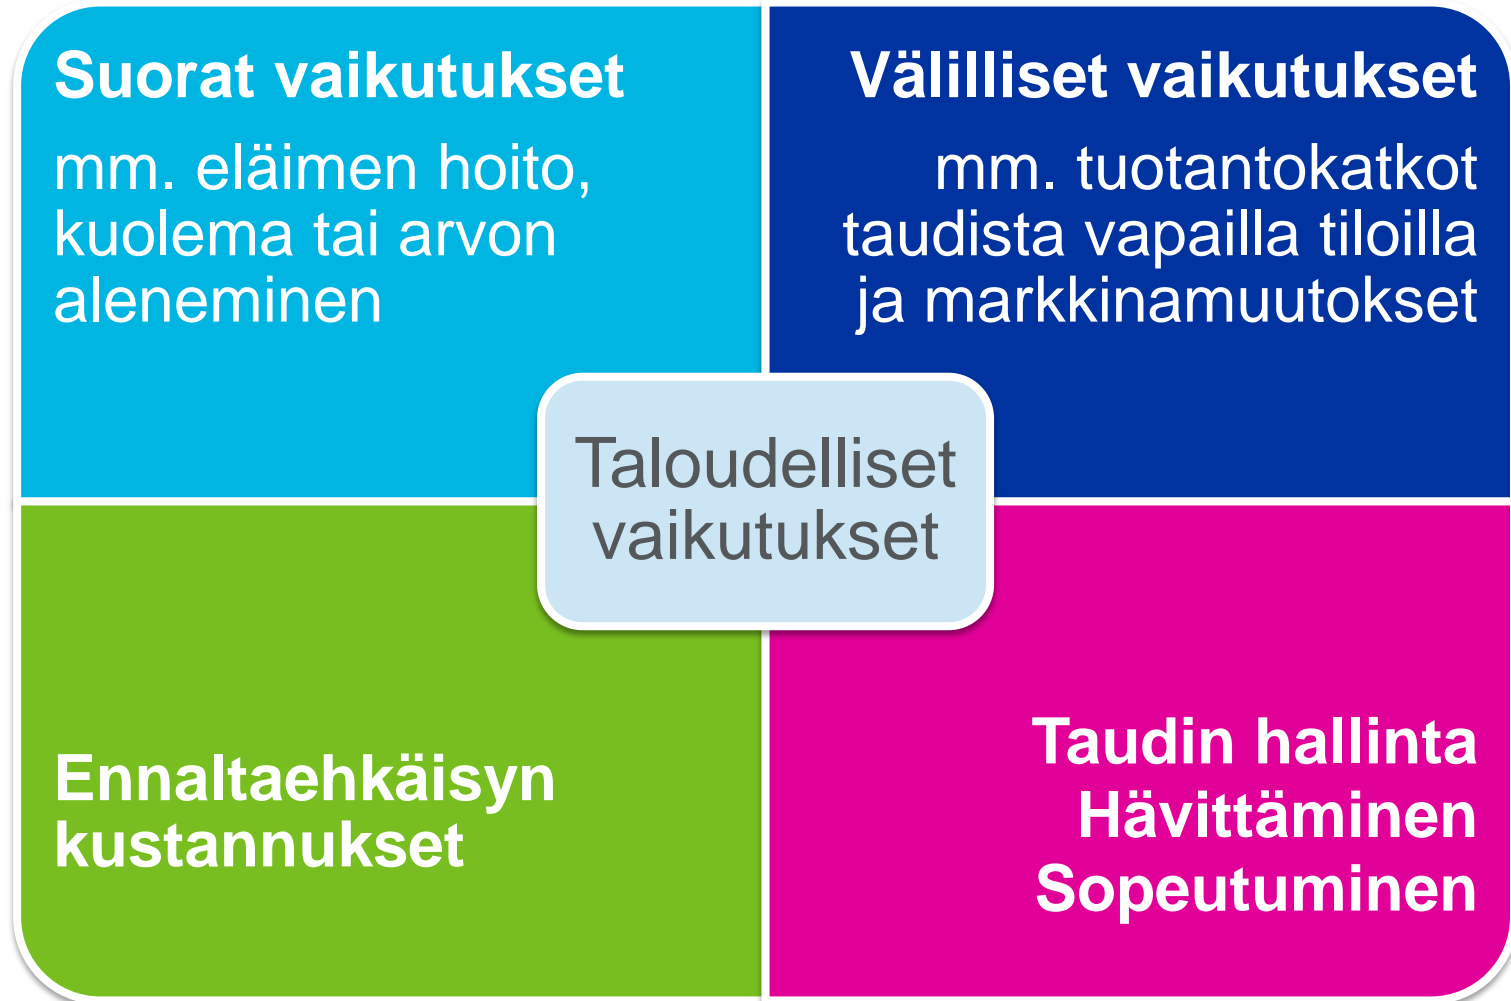 Suorat vaikutukset
mm. eläimen hoito,
kuolema tai arvon
aleneminen
Välilliset vaikutukset
mm. tuotantokatkot
taudista vapailla tiloilla
ja markkinamuutokset
Taloudelliset
vaikutukset
Ennaltaehkäisyn
kustannukset
Taudin hallinta
Hävittäminen
Sopeutuminen